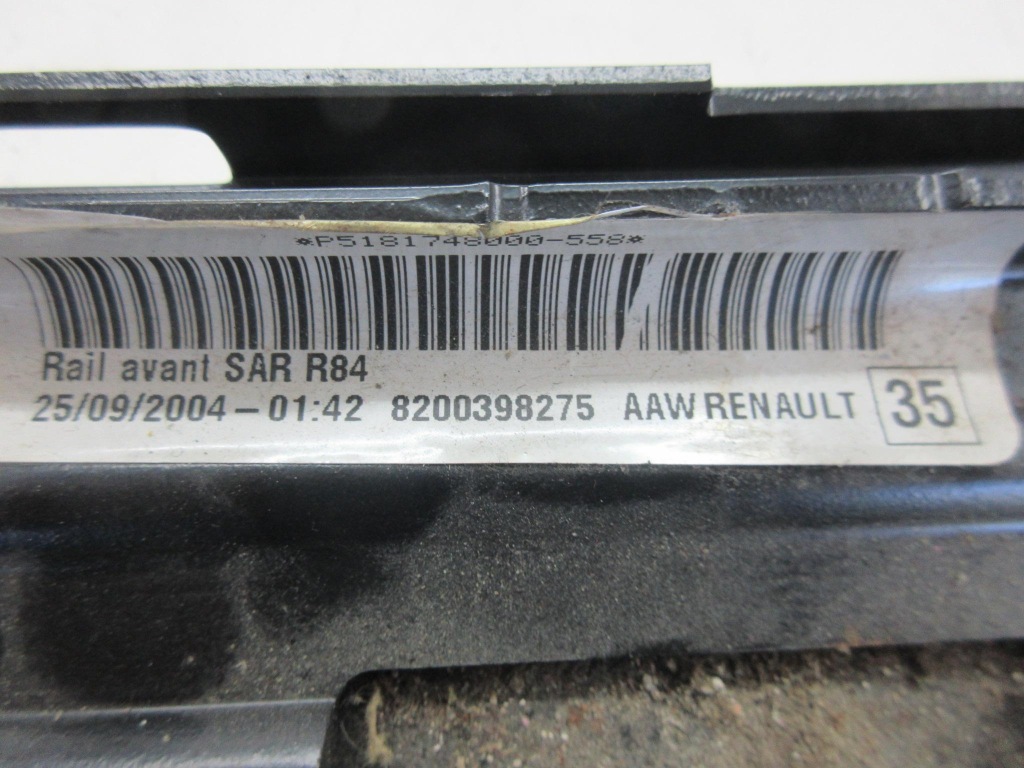 *P5181748000-558*
Rail avant SAR R84
25/09/2004-01:42 8200398275 AAW RENAULT 35